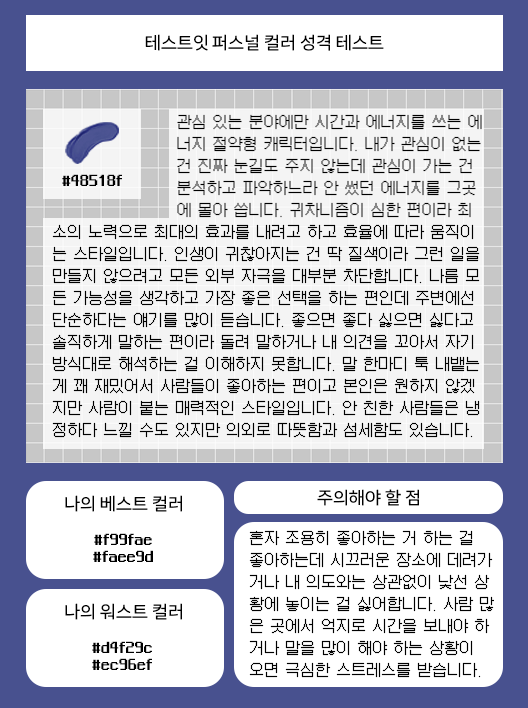 테스트잇 퍼스널 컬러 성격 테스트
#48518f
관심 있는 분야에만 시간과 에너지를 쓰는 에
너지 절약형 캐릭터입니다. 내가 관심이 없는
건 진짜 눈길도 주지 않는데 관심이 가는 건
분석하고 파악하느라 안 썼던 에너지를 그곳
에 몰아 씁니다. 귀차니즘이 심한 편이라 최
소의 노력으로 최대의 효과를 내려고 하고 효율에 따라 움직이
는 스타일입니다. 인생이 귀찮아지는 건 딱 질색이라 그런 일을
만들지 않으려고 모든 외부 자극을 대부분 차단합니다. 나름 모
든 가능성을 생각하고 가장 좋은 선택을 하는 편인데 주변에선
단순하다는 얘기를 많이 듣습니다. 좋으면 좋다 싫으면 싫다고
솔직하게 말하는 편이라 돌려 말하거나 내 의견을 꼬아서 자기
방식대로 해석하는 걸 이해하지 못합니다. 말 한마디 툭 내뱉는
게 꽤 재밌어서 사람들이 좋아하는 편이고 본인은 원하지 않겠
지만 사람이 붙는 매력적인 스타일입니다. 안 친한 사람들은 냉
정하다 느낄 수도 있지만 의외로 따뜻함과 섬세함도 있습니다.
나의 베스트 컬러
#f99fae
#faee9d
나의 워스트 컬러
#d4f29c
#ec96ef
주의해야 할 점
혼자 조용히 좋아하는 거 하는 걸
좋아하는데 시끄러운 장소에 데려가
거나 내 의도와는 상관없이 낯선 상
황에 놓이는 걸 싫어합니다. 사람 많
은 곳에서 억지로 시간을 보내야 하
거나 말을 많이 해야 하는 상황이
오면 극심한 스트레스를 받습니다.